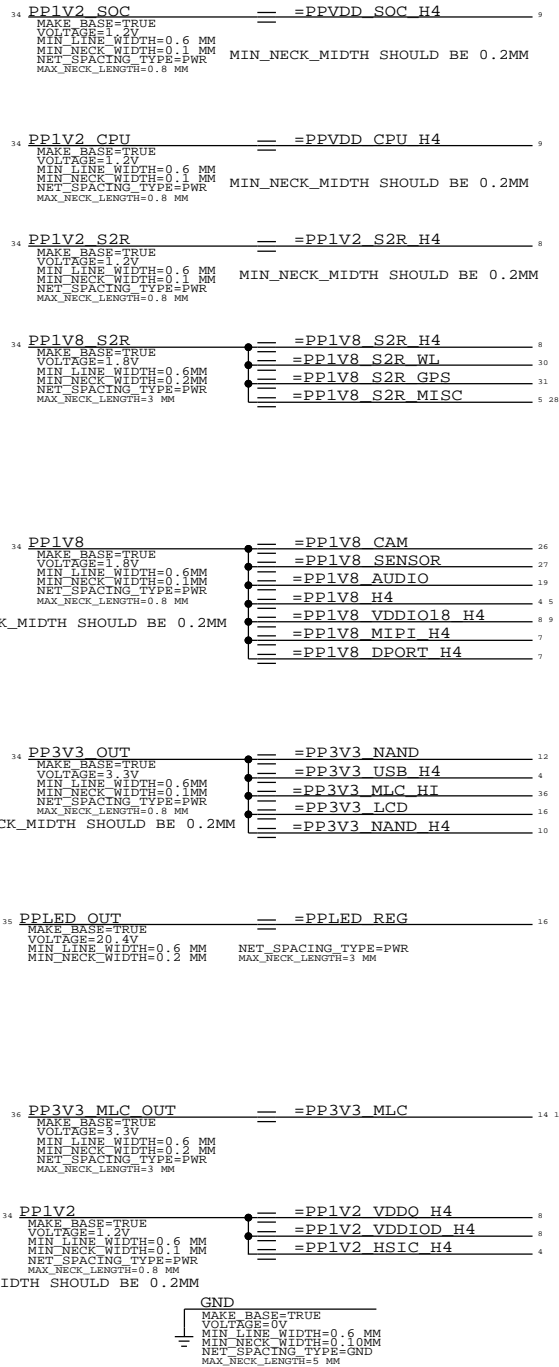 34 PP1V2_SOC =PPVDD_SOC_H4 9
MAKE_BASE=TRUE
VOLTAGE=1.2V
MIN_LINE_WIDTH=0.6 MM
MIN_NECK_WIDTH=0.1 MM
NET_SPACING_TYPE=PWR
MAX_NECK_LENGTH=0.8 MM
MIN_NECK_MIDTH SHOULD BE 0.2MM
34 PP1V2_CPU =PPVDD_CPU_H4 9
MAKE_BASE=TRUE
VOLTAGE=1.2V
MIN_LINE_WIDTH=0.6 MM
MIN_NECK_WIDTH=0.1 MM
NET_SPACING_TYPE=PWR
MAX_NECK_LENGTH=0.8 MM
MIN_NECK_MIDTH SHOULD BE 0.2MM
34 PP1V2_S2R =PP1V2_S2R_H4 8
MAKE_BASE=TRUE
VOLTAGE=1.2V
MIN_LINE_WIDTH=0.6 MM
MIN_NECK_WIDTH=0.1 MM
NET_SPACING_TYPE=PWR
MAX_NECK_LENGTH=0.8 MM
MIN_NECK_MIDTH SHOULD BE 0.2MM
34 PP1V8_S2R =PP1V8_S2R_H4 8
MAKE_BASE=TRUE
VOLTAGE=1.8V
MIN_LINE_WIDTH=0.6MM
MIN_NECK_WIDTH=0.2MM
NET_SPACING_TYPE=PWR
MAX_NECK_LENGTH=3 MM
=PP1V8_S2R_WL 30
=PP1V8_S2R_GPS 31
=PP1V8_S2R_MISC 5 28
34 PP1V8 =PP1V8_CAM 26
MAKE_BASE=TRUE
VOLTAGE=1.8V
MIN_LINE_WIDTH=0.6MM
MIN_NECK_WIDTH=0.1MM
NET_SPACING_TYPE=PWR
MAX_NECK_LENGTH=0.8 MM
K_MIDTH SHOULD BE 0.2MM
=PP1V8_SENSOR 27
=PP1V8_AUDIO 19
=PP1V8_H4 4 5
=PP1V8_VDDIO18_H4 8 9
=PP1V8_MIPI_H4 7
=PP1V8_DPORT_H4 7
34 PP3V3_OUT =PP3V3_NAND 12
MAKE_BASE=TRUE
VOLTAGE=3.3V
MIN_LINE_WIDTH=0.6MM
MIN_NECK_WIDTH=0.1MM
NET_SPACING_TYPE=PWR
MAX_NECK_LENGTH=0.8 MM
CK_MIDTH SHOULD BE 0.2MM
=PP3V3_USB_H4 4
=PP3V3_MLC_HI 36
=PP3V3_LCD 16
=PP3V3_NAND_H4 10
35 PPLED_OUT =PPLED_REG 16
MAKE_BASE=TRUE
VOLTAGE=20.4V
MIN_LINE_WIDTH=0.6 MM
MIN_NECK_WIDTH=0.2 MM
NET_SPACING_TYPE=PWR
MAX_NECK_LENGTH=3 MM
36 PP3V3_MLC_OUT =PP3V3_MLC 14 1
MAKE_BASE=TRUE
VOLTAGE=3.3V
MIN_LINE_WIDTH=0.6 MM
MIN_NECK_WIDTH=0.2 MM
NET_SPACING_TYPE=PWR
MAX_NECK_LENGTH=3 MM
34 PP1V2 =PP1V2_VDDQ_H4 8
MAKE_BASE=TRUE
VOLTAGE=1.2V
MIN_LINE_WIDTH=0.6 MM
MIN_NECK_WIDTH=0.1 MM
NET_SPACING_TYPE=PWR
MAX_NECK_LENGTH=0.8 MM
IDTH SHOULD BE 0.2MM
=PP1V2_VDDIOD_H4 8
=PP1V2_HSIC_H4 4
GND
MAKE_BASE=TRUE
VOLTAGE=0V
MIN_LINE_WIDTH=0.6 MM
MIN_NECK_WIDTH=0.10MM
NET_SPACING_TYPE=GND
MAX_NECK_LENGTH=5 MM